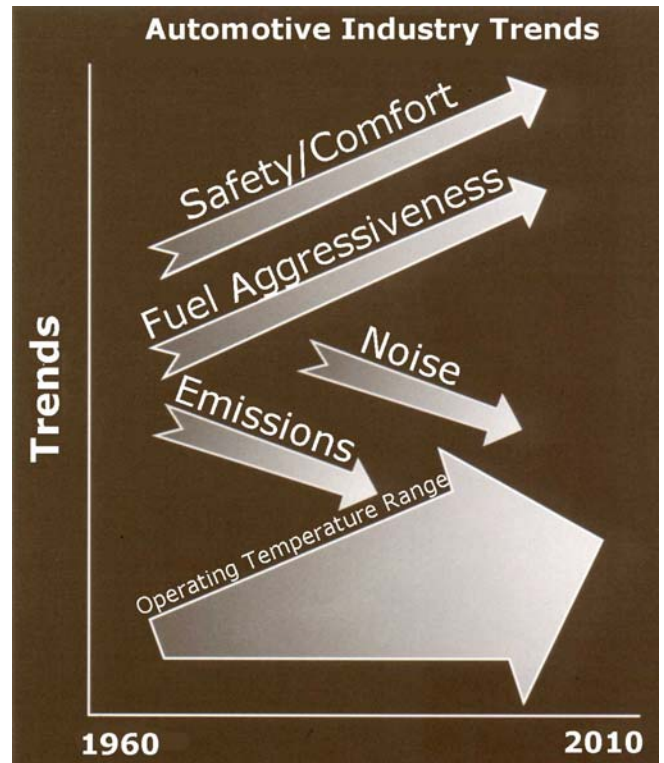 Automotive Industry Trends
Safety/Comfort
Fuel Aggressiveness
Noise
Emissions
Operating Temperature Range
Trends
1960
2010